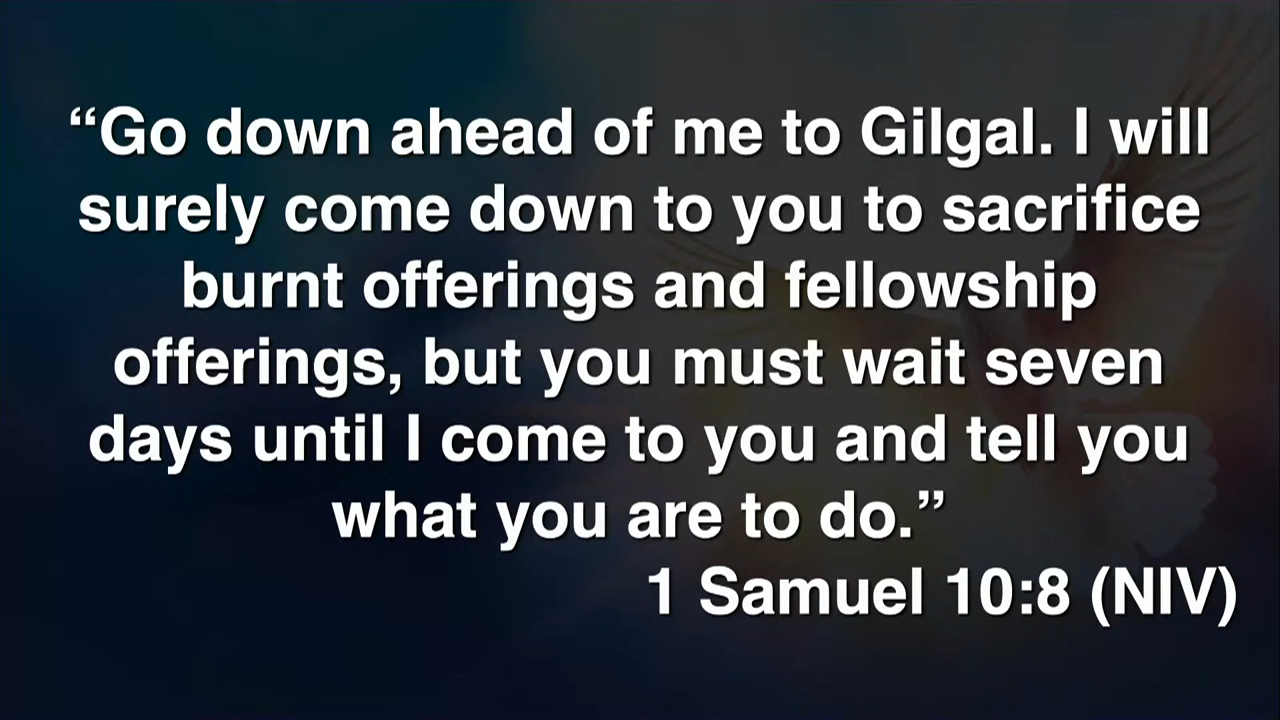 “Go down ahead of me to Gilgal. I will
surely come down to you to sacrifice
burnt offerings and fellowship
offerings, but you must wait seven
days until I come to you and tell you
what you are to do.”
1 Samuel 10:8 (NIV)